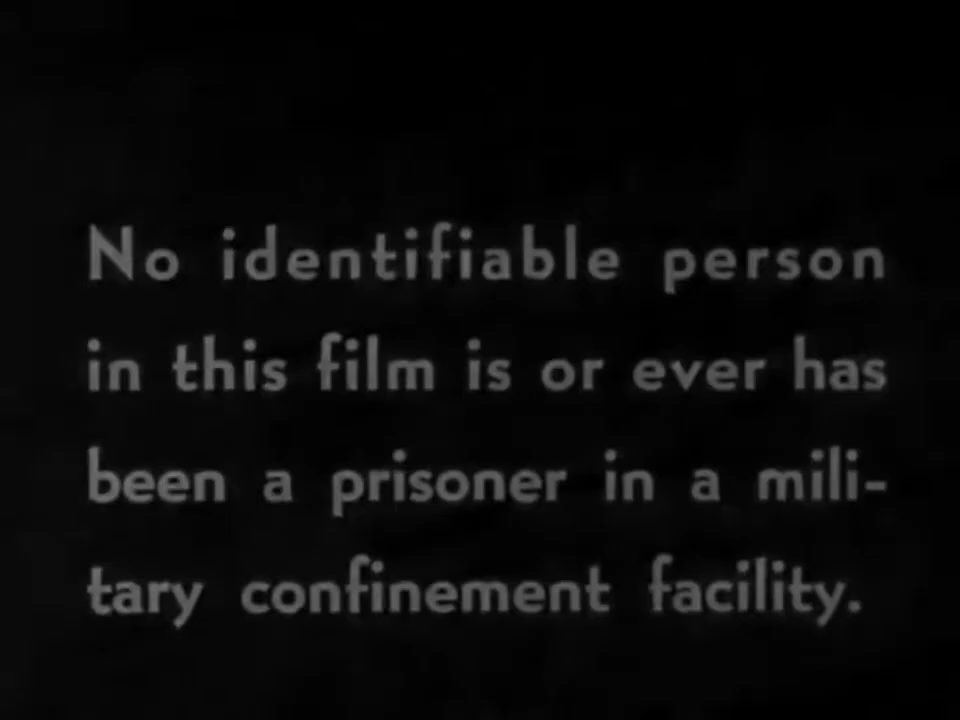 No identifiable person
in this film is or ever has
been a prisoner in a mili-
tary confinement facility.